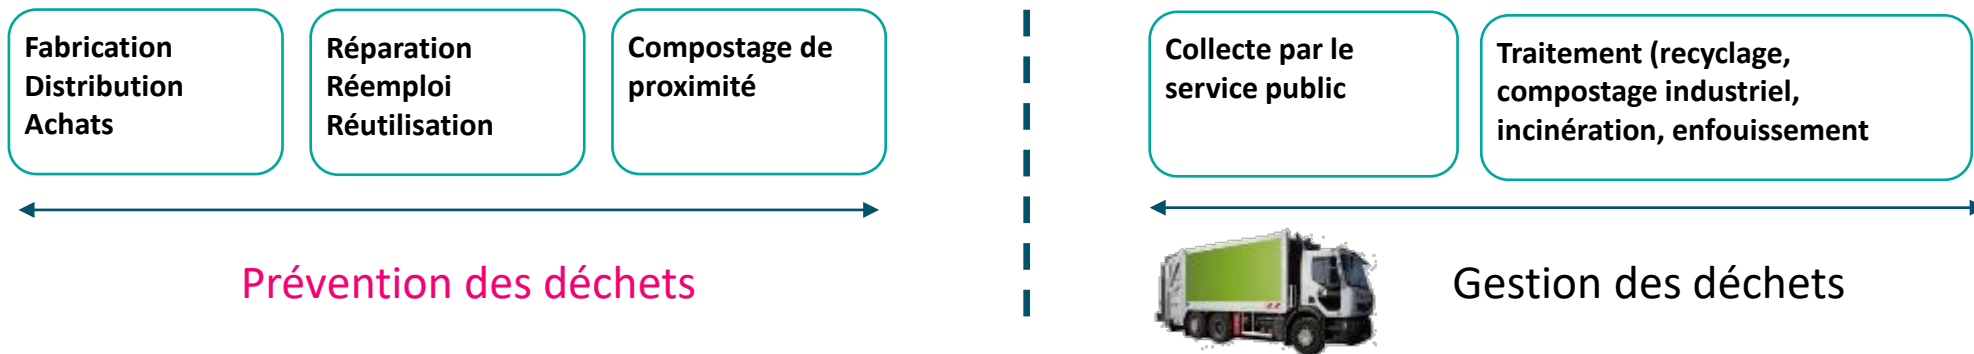 Fabrication
Distribution
Achats
Réparation
Réemploi
Réutilisation
Compostage de
proximité
Collecte par le
service public
Traitement (recyclage,
compostage industriel,
incinération, enfouissement
Prévention des déchets
Gestion des déchets